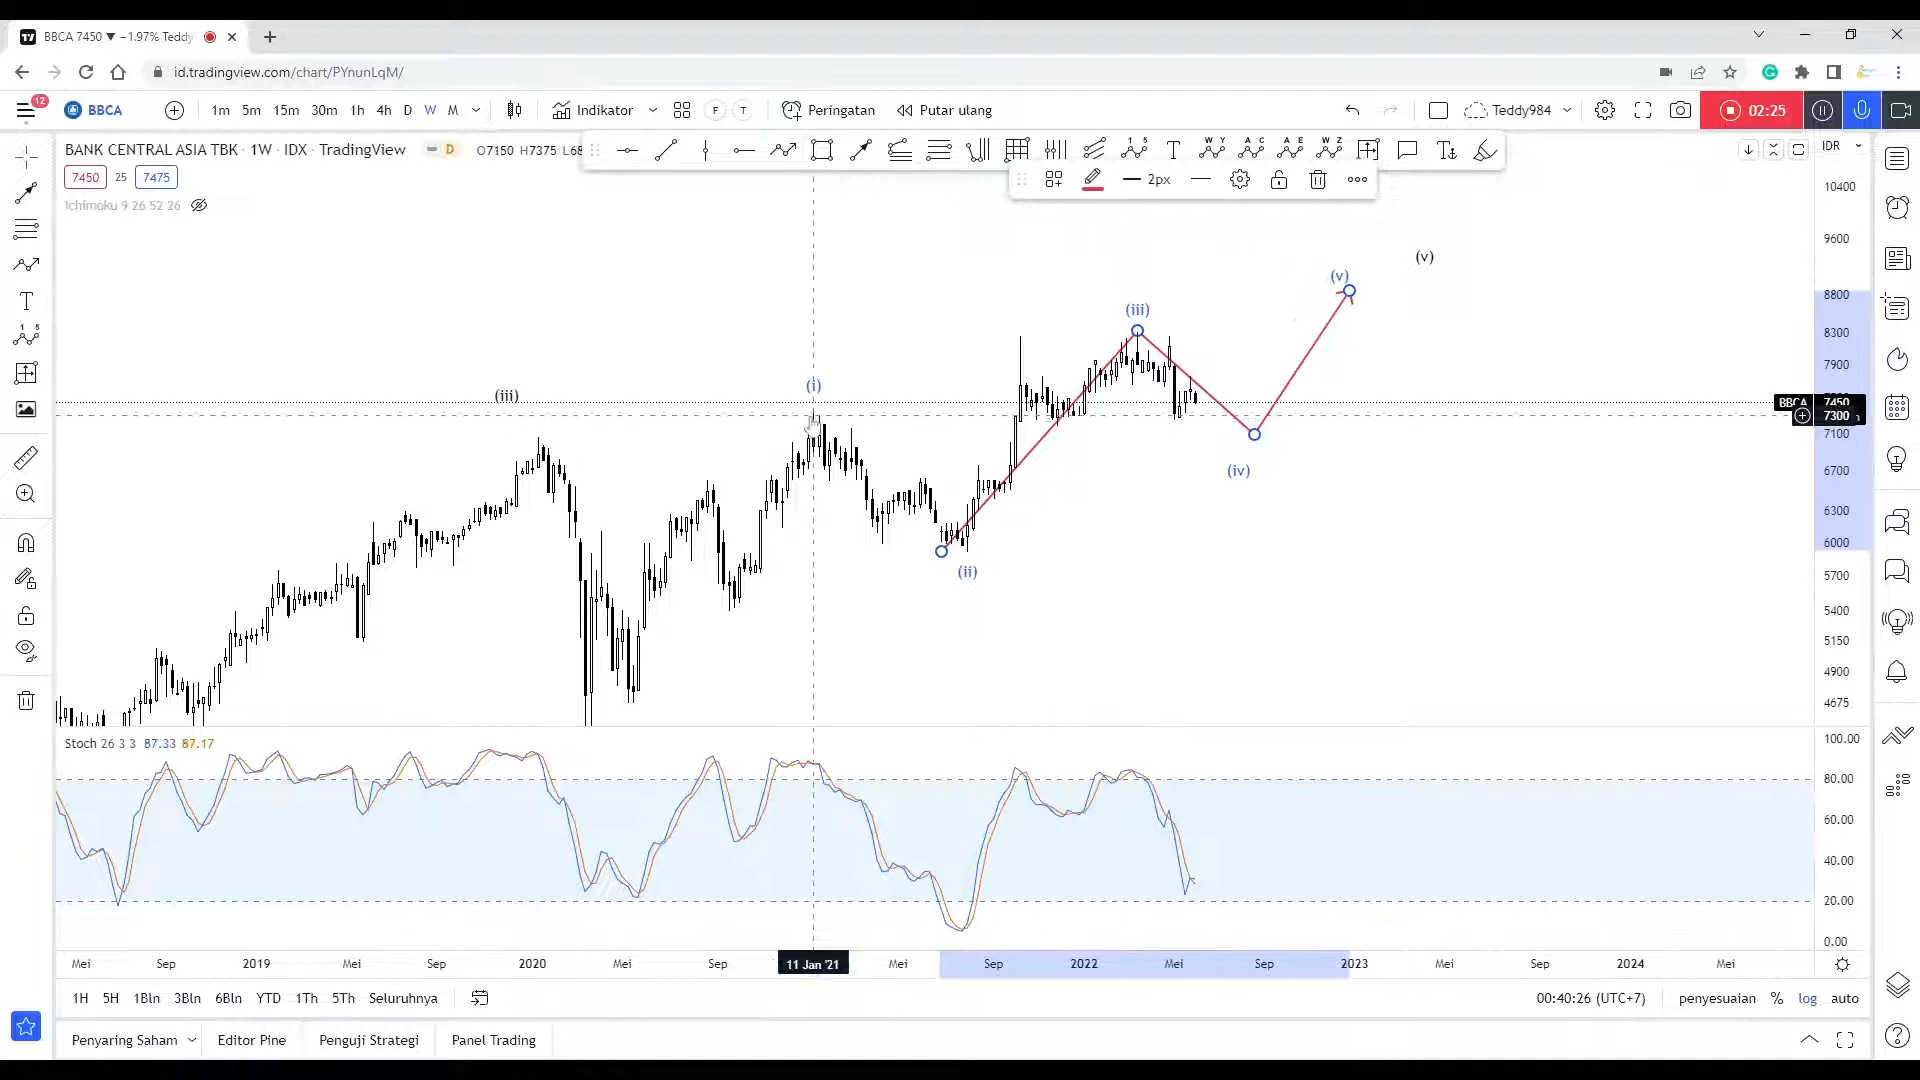 BBCA 7450 ▼ −1.97% Teddy
id.tradingview.com/chart/PYnunLqM/
12
BBCA
1m 5m 15m 30m 1h 4h D W M
Indikator
F T
Peringatan
Putar ulang
Teddy984
02:25
BANK CENTRAL ASIA TBK · 1W · IDX · TradingView
D
O7150 H7375 L68
IDR
7450 25 7475
2px
Ichimoku 9 26 52 26
10400
9600
8800
8300
7900
BBCA 7450
7300
7100
6700
6300
6000
5700
5400
5150
4900
4675
(iii)
(i)
(ii)
(iii)
(iv)
(v)
(v)
Stoch 26 3 3 87.33 87.17
100.00
80.00
60.00
40.00
20.00
0.00
Mei Sep 2019 Mei Sep 2020 Mei Sep 11 Jan '21 Mei Sep 2022 Mei Sep 2023 Mei Sep 2024 Mei
1H 5H 1Bln 3Bln 6Bln YTD 1Th 5Th Seluruhnya
00:40:26 (UTC+7) penyesuaian % log auto
Penyaring Saham Editor Pine Penguji Strategi Panel Trading